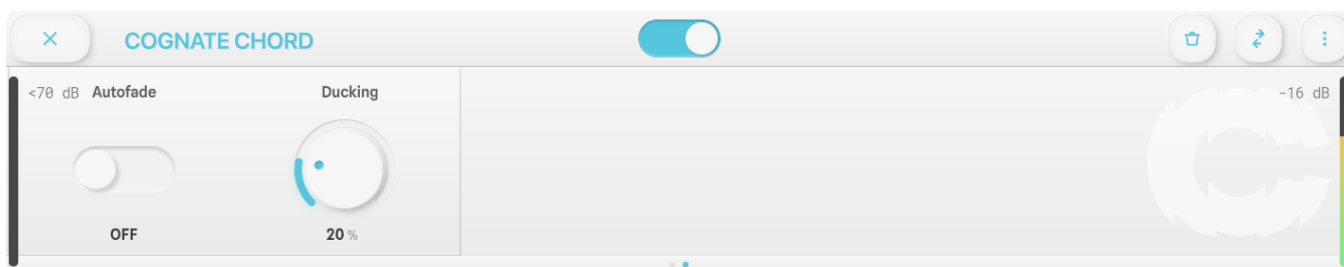 COGNATE CHORD
<70 dB Autofade Ducking -16 dB
OFF 20 %